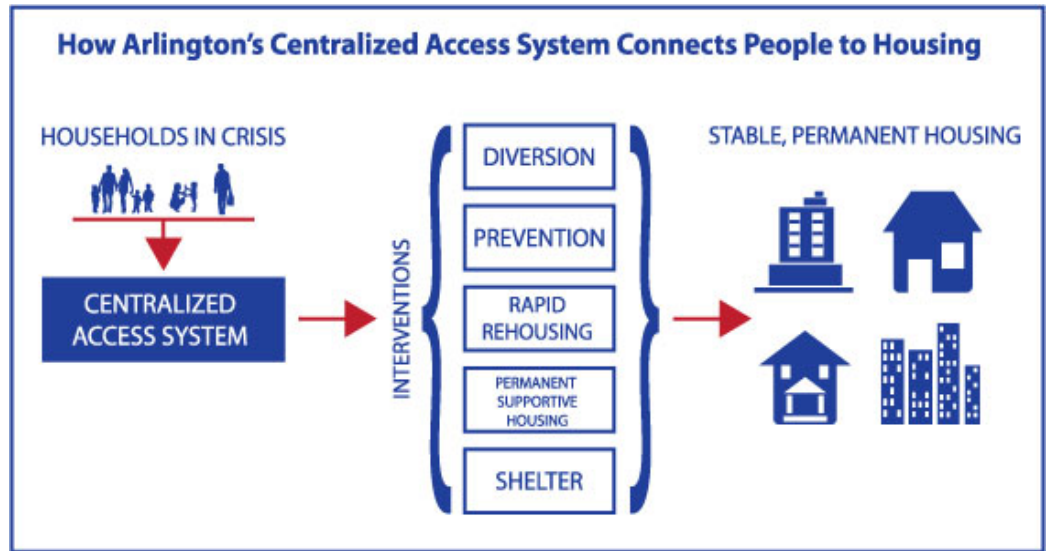 How Arlington's Centralized Access System Connects People to Housing
HOUSEHOLDS IN CRISIS
CENTRALIZED
ACCESS SYSTEM
INTERVENTIONS
DIVERSION
PREVENTION
RAPID
REHOUSING
PERMANENT
SUPPORTIVE
HOUSING
SHELTER
STABLE, PERMANENT HOUSING